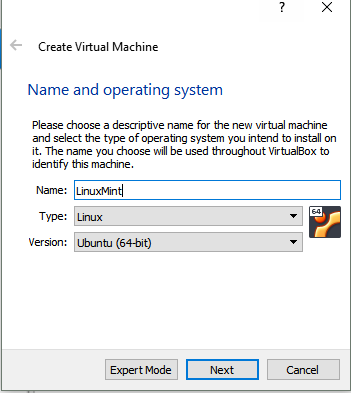 ?
Create Virtual Machine
Name and operating system
Please choose a descriptive name for the new virtual machine
and select the type of operating system you intend to install on
it. The name you choose will be used throughout VirtualBox to
identify this machine.
Name: LinuxMint
Type: Linux
64
Version: Ubuntu (64-bit)
Expert Mode Next Cancel